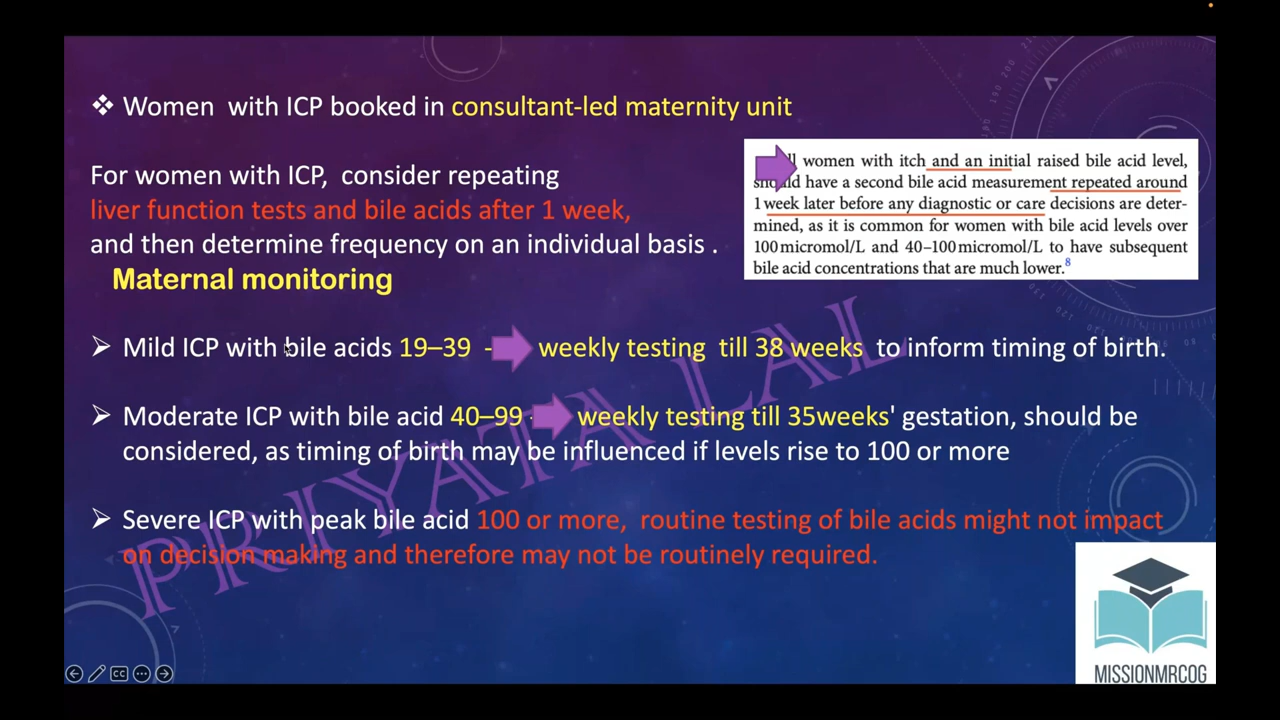 ❖ Women with ICP booked in consultant-led maternity unit
For women with ICP, consider repeating
liver function tests and bile acids after 1 week,
and then determine frequency on an individual basis .
women with itch and an initial raised bile acid level,
should have a second bile acid measurement repeated around
1 week later before any diagnostic or care decisions are deter-
mined, as it is common for women with bile acid levels over
100 micromol/L and 40–100 micromol/L to have subsequent
bile acid concentrations that are much lower.8
Maternal monitoring
➢ Mild ICP with bile acids 19–39 - weekly testing till 38 weeks to inform timing of birth.
➢ Moderate ICP with bile acid 40–99 - weekly testing till 35weeks' gestation, should be
considered, as timing of birth may be influenced if levels rise to 100 or more
➢ Severe ICP with peak bile acid 100 or more, routine testing of bile acids might not impact
on decision making and therefore may not be routinely required.
PRIYATA LAL
MISSIONMRCOG
CC